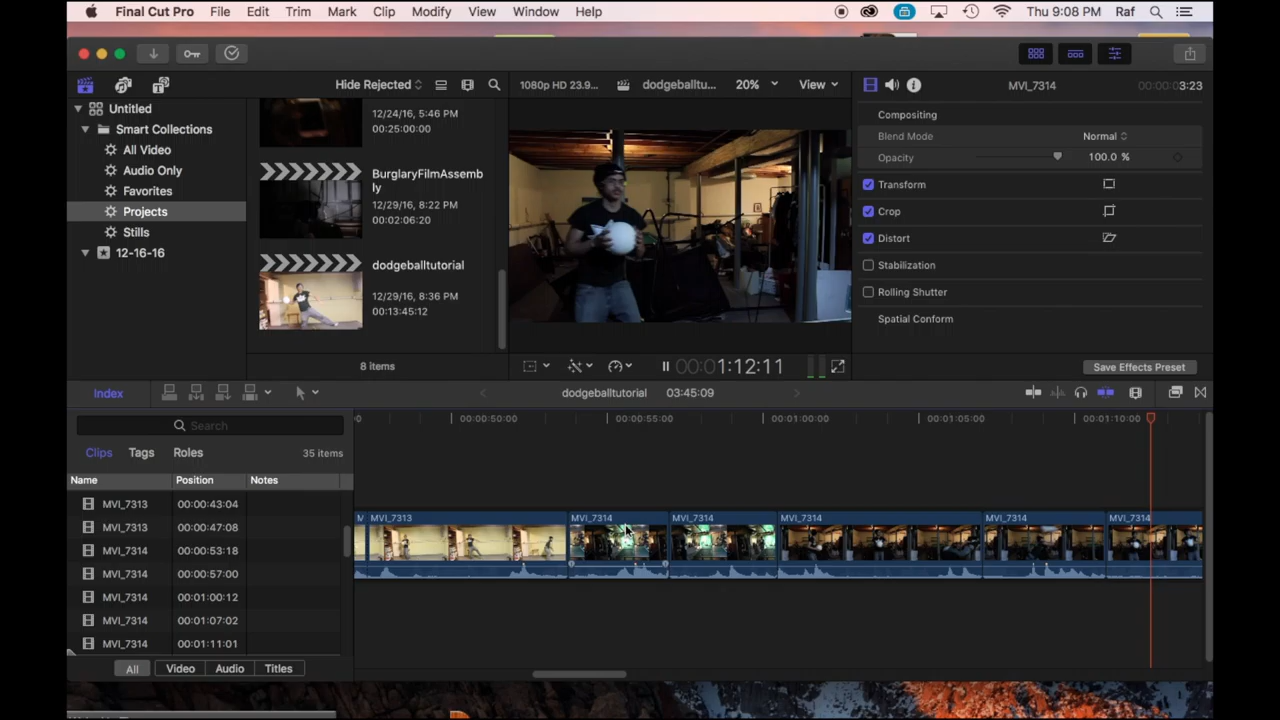 Final Cut Pro File Edit Trim Mark Clip Modify View Window Help Thu 9:08 PM Raf
Hide Rejected 1080p HD 23.9... dodgeballtu... 20% View MVI_7314 00:00:03:23
Untitled
Smart Collections
All Video
Audio Only
Favorites
Projects
Stills
12-16-16
12/24/16, 5:46 PM
00:25:00:00
BurglaryFilmAssemb
ly
12/29/16, 8:22 PM
00:02:06:20
dodgeballtutorial
12/29/16, 8:36 PM
00:13:45:12
8 items
00:01:12:11
Compositing
Blend Mode Normal
Opacity 100.0 %
Transform
Crop
Distort
Stabilization
Rolling Shutter
Spatial Conform
Save Effects Preset
Index dodgeballtutorial 03:45:09
Search
Clips Tags Roles 35 items
Name Position Notes
MVI_7313 00:00:43:04
MVI_7313 00:00:47:08
MVI_7314 00:00:53:18
MVI_7314 00:00:57:00
MVI_7314 00:01:00:12
MVI_7314 00:01:07:02
MVI_7314 00:01:11:01
All Video Audio Titles
00:00:50:00 00:00:55:00 00:01:00:00 00:01:05:00 00:01:10:00
M MVI_7313 MVI_7314 MVI_7314 MVI_7314 MVI_7314 MVI_7314